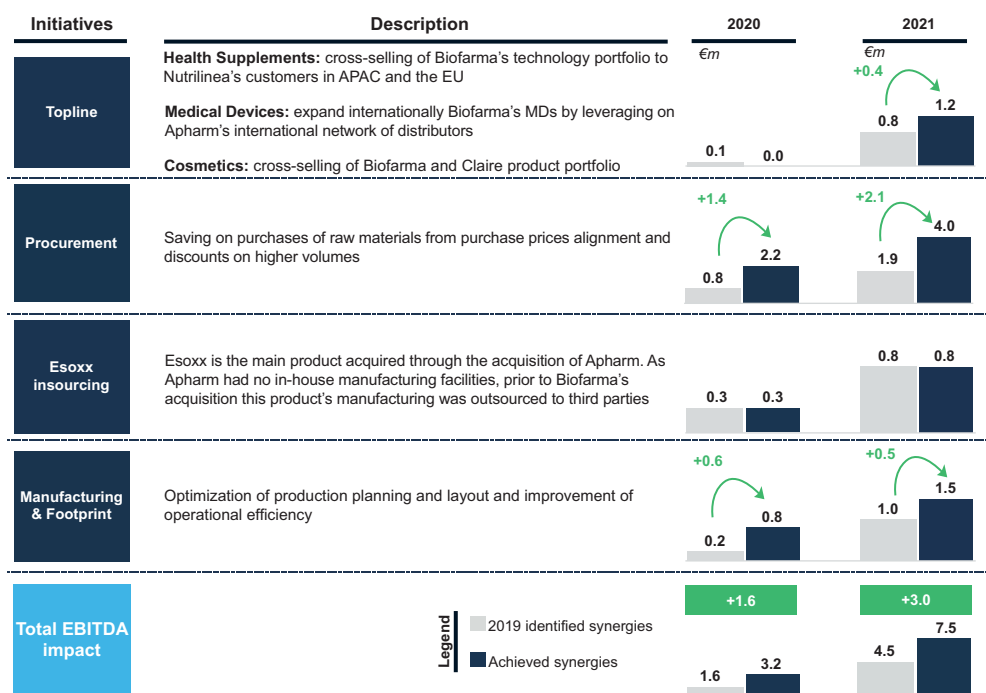 Initiatives
Description
2020
2021
€m
€m
Topline
Health Supplements: cross-selling of Biofarma's technology portfolio to
Nutrilinea's customers in APAC and the EU
Medical Devices: expand internationally Biofarma's MDs by leveraging on
Apharm's international network of distributors
Cosmetics: cross-selling of Biofarma and Claire product portfolio
0.1
0.0
+0.4
0.8
1.2
Procurement
Saving on purchases of raw materials from purchase prices alignment and
discounts on higher volumes
+1.4
0.8
2.2
+2.1
1.9
4.0
Esoxx
insourcing
Esoxx is the main product acquired through the acquisition of Apharm. As
Apharm had no in-house manufacturing facilities, prior to Biofarma's
acquisition this product's manufacturing was outsourced to third parties
0.3
0.3
0.8
0.8
Manufacturing
& Footprint
Optimization of production planning and layout and improvement of
operational efficiency
+0.6
0.2
0.8
+0.5
1.0
1.5
Total EBITDA
impact
Legend
2019 identified synergies
Achieved synergies
+1.6
1.6
3.2
+3.0
4.5
7.5